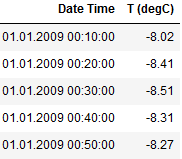 Date Time T (degC)
01.01.2009 00:10:00 -8.02
01.01.2009 00:20:00 -8.41
01.01.2009 00:30:00 -8.51
01.01.2009 00:40:00 -8.31
01.01.2009 00:50:00 -8.27